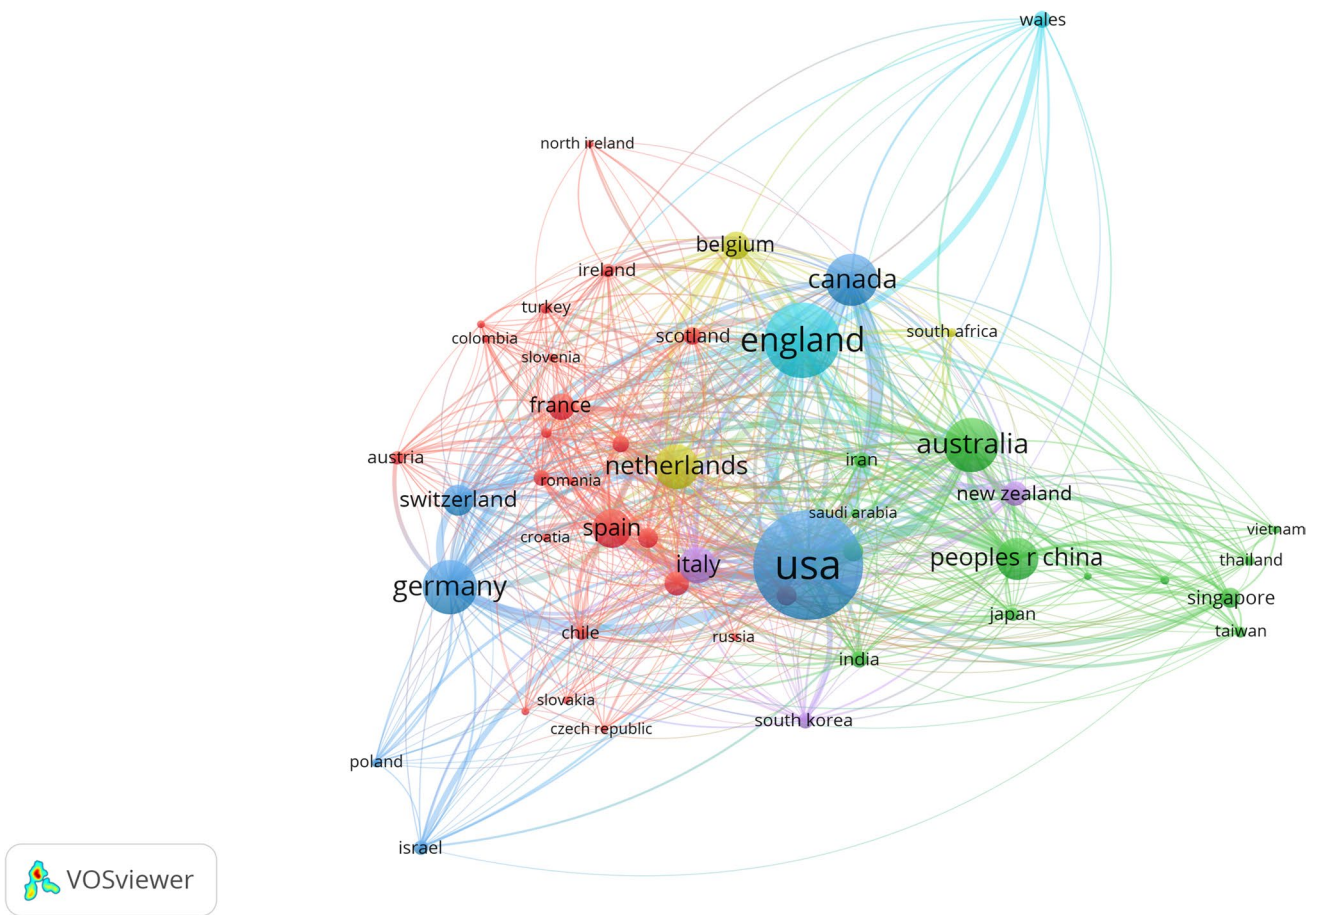 wales
north ireland
belgium
ireland
canada
turkey
south africa
colombia
scotland
england
slovenia
france
australia
austria
netherlands
iran
romania
new zealand
switzerland
saudi arabia
spain
vietnam
croatia
italy
usa
peoples r china
thailand
germany
singapore
japan
chile
russia
taiwan
india
slovakia
south korea
czech republic
poland
israel
VOSviewer